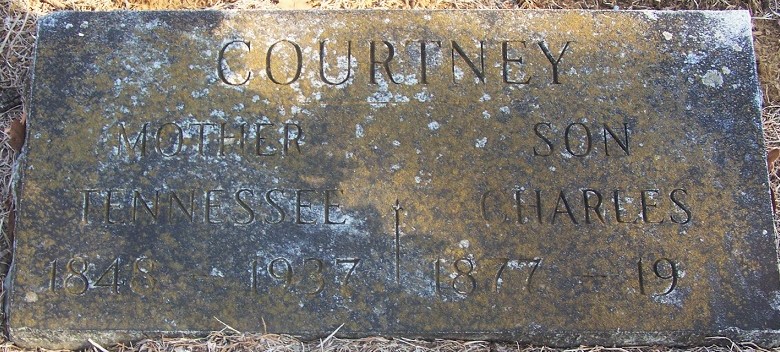 COURTNEY
MOTHER SON
TENNESSEE CHARLES
1848 – 1937 1877 – 19